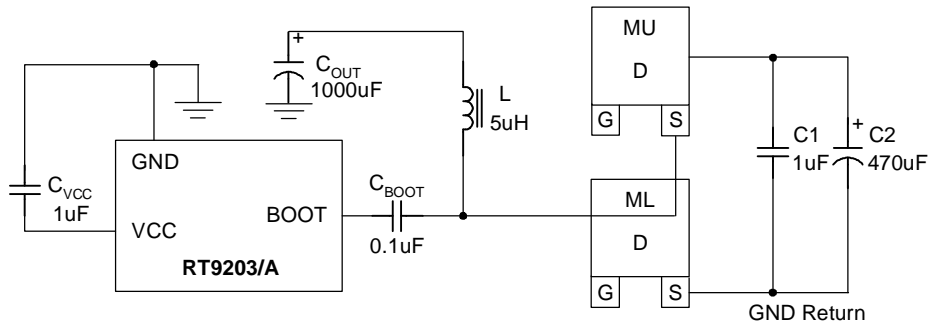 MU
D
G
S
+
C_OUT
1000uF
L
5uH
C1
1uF
+
C2
470uF
GND
C_VCC
1uF
VCC
BOOT
RT9203/A
C_BOOT
0.1uF
ML
D
G
S
GND Return